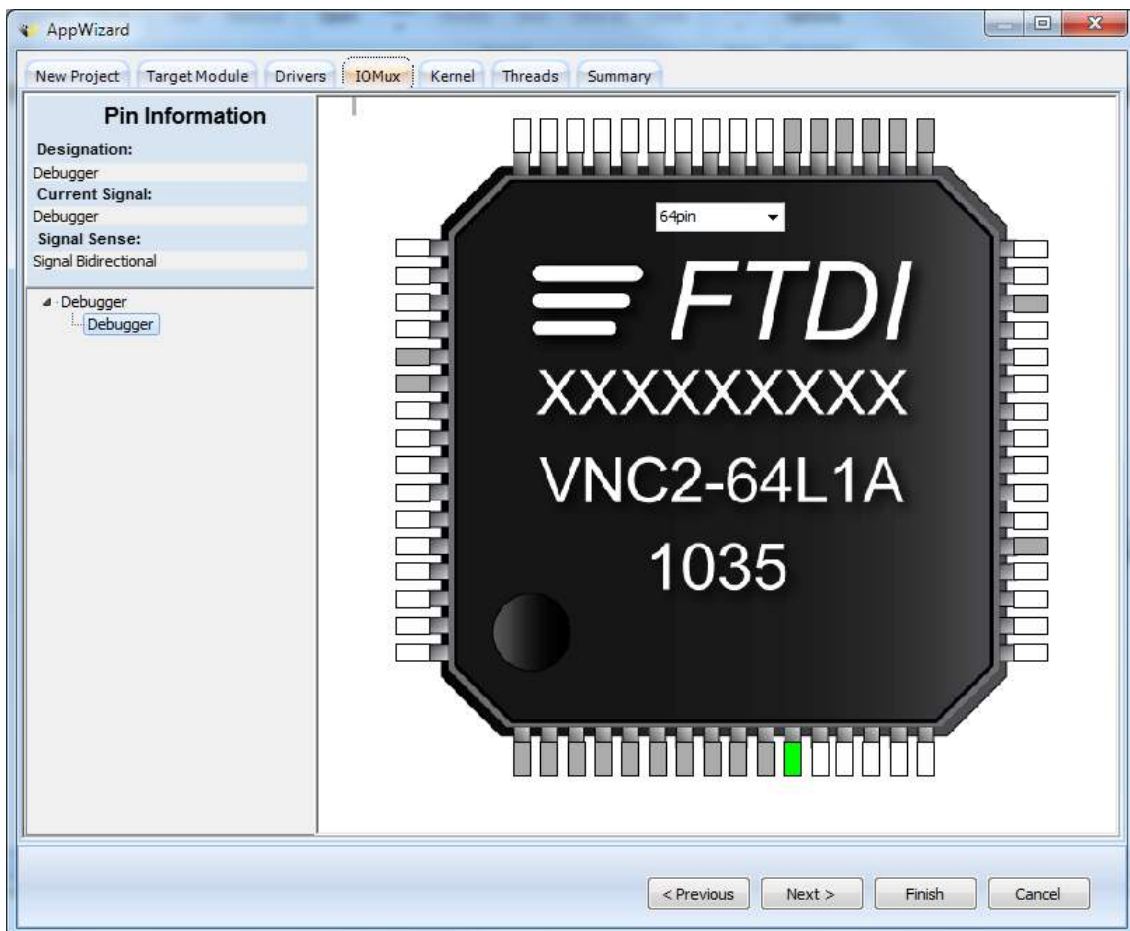 AppWizard
New Project Target Module Drivers IOMux Kernel Threads Summary
Pin Information
Designation:
Debugger
Current Signal:
Debugger
Signal Sense:
Signal Bidirectional
Debugger
Debugger
64pin
FTDI
XXXXXXXXX
VNC2-64L1A
1035
< Previous Next > Finish Cancel